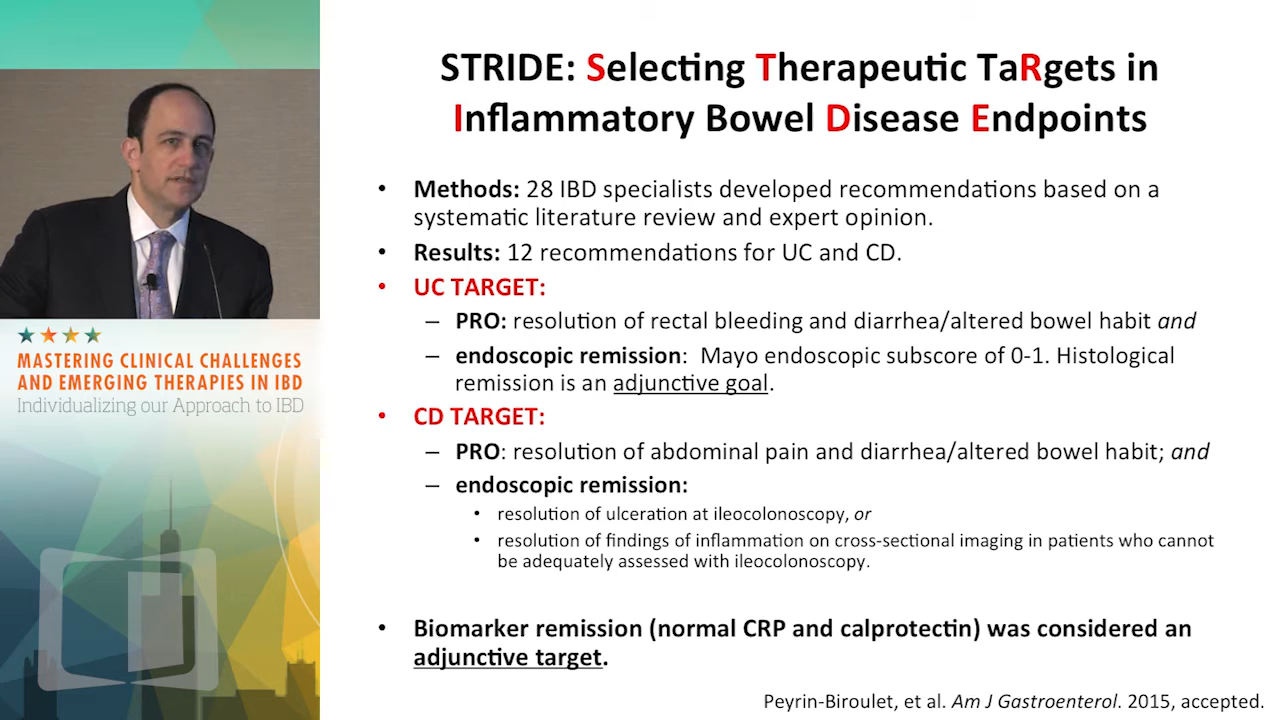 STRIDE: Selecting Therapeutic TaRgets in
Inflammatory Bowel Disease Endpoints
• Methods: 28 IBD specialists developed recommendations based on a
systematic literature review and expert opinion.
• Results: 12 recommendations for UC and CD.
• UC TARGET:
– PRO: resolution of rectal bleeding and diarrhea/altered bowel habit and
– endoscopic remission: Mayo endoscopic subscore of 0-1. Histological
remission is an adjunctive goal.
• CD TARGET:
– PRO: resolution of abdominal pain and diarrhea/altered bowel habit; and
– endoscopic remission:
• resolution of ulceration at ileocolonoscopy, or
• resolution of findings of inflammation on cross-sectional imaging in patients who cannot
be adequately assessed with ileocolonoscopy.
• Biomarker remission (normal CRP and calprotectin) was considered an
adjunctive target.
Peyrin-Biroulet, et al. Am J Gastroenterol. 2015, accepted.
MASTERING CLINICAL CHALLENGES
AND EMERGING THERAPIES IN IBD
Individualizing our Approach to IBD